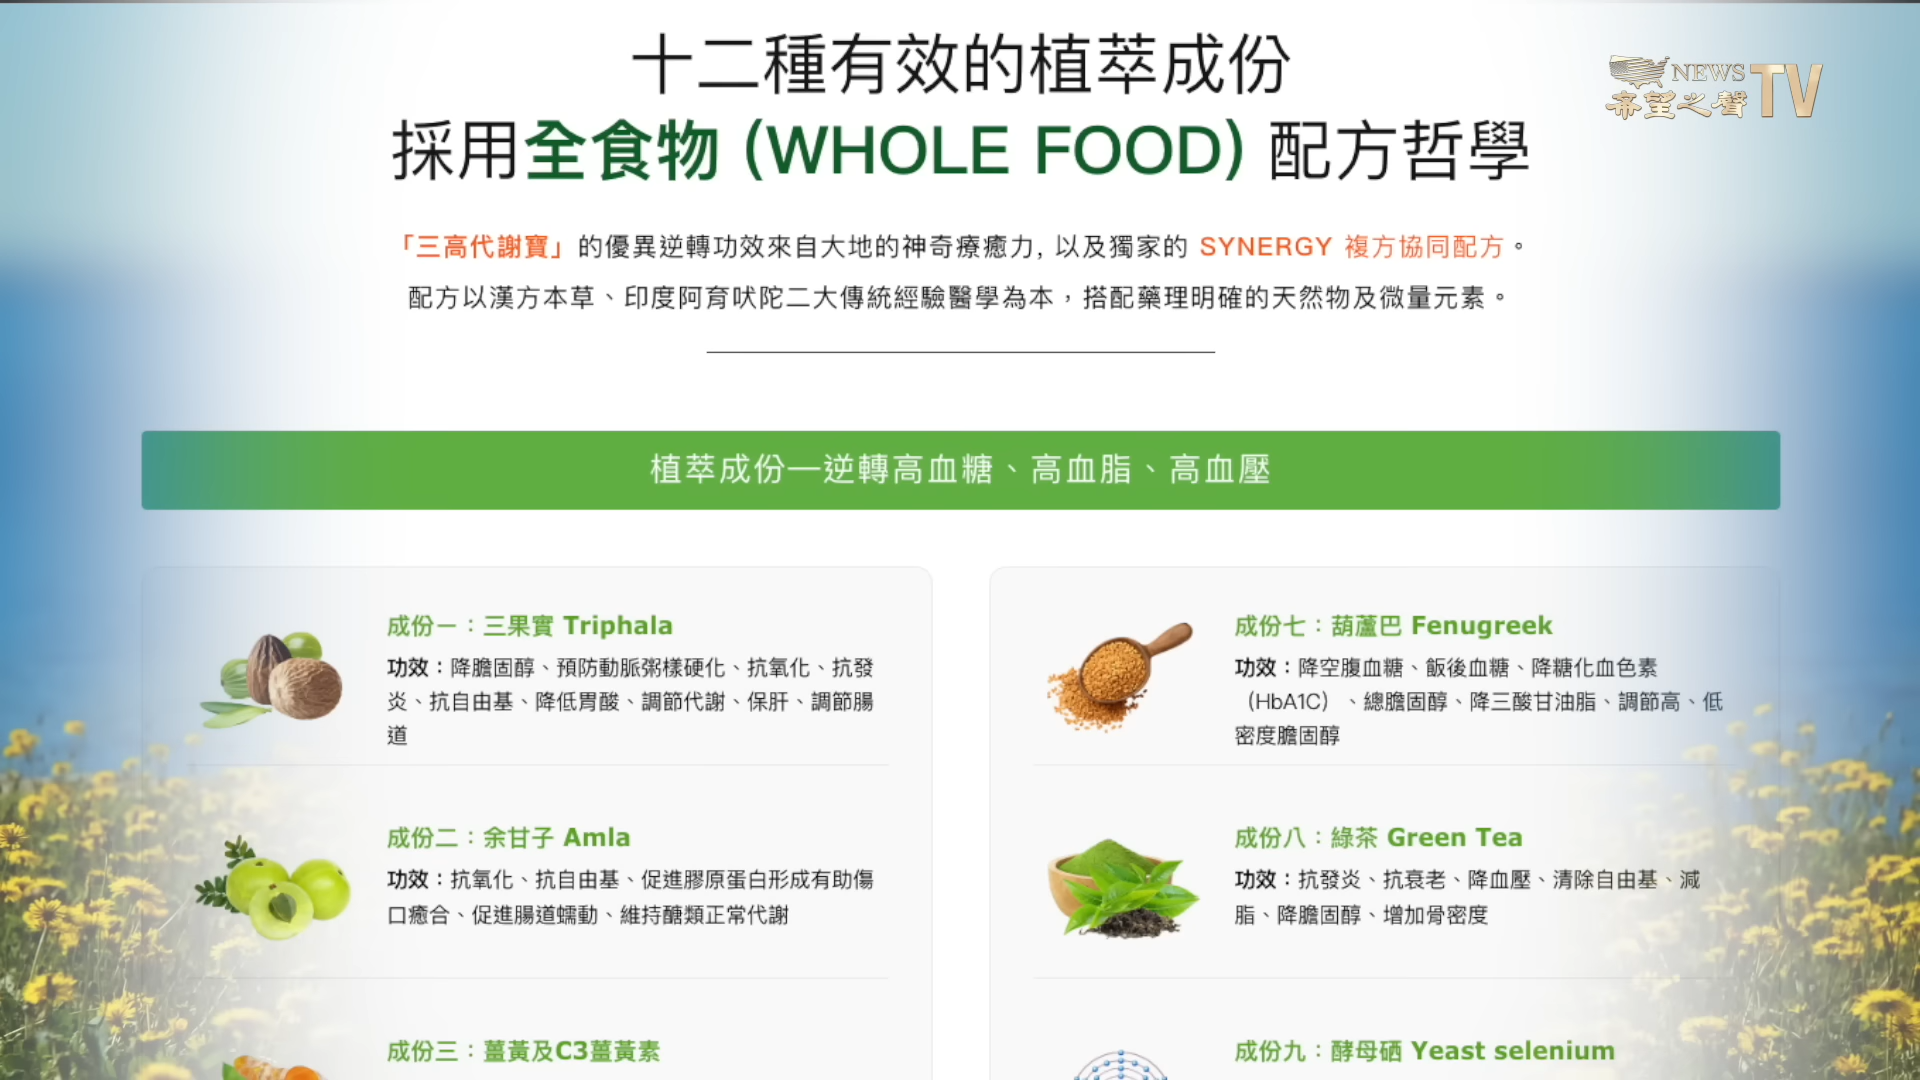 十二種有效的植萃成份
採用全食物 (WHOLE FOOD) 配方哲學
NEWS
希望之聲TV
「三高代謝寶」的優異逆轉功效來自大地的神奇療癒力, 以及獨家的 SYNERGY 複方協同配方。
配方以漢方本草、印度阿育吠陀二大傳統經驗醫學為本，搭配藥理明確的天然物及微量元素。
植萃成份—逆轉高血糖、高血脂、高血壓
成份一：三果實 Triphala
功效：降膽固醇、預防動脈粥樣硬化、抗氧化、抗發
炎、抗自由基、降低胃酸、調節代謝、保肝、調節腸
道
成份二：余甘子 Amla
功效：抗氧化、抗自由基、促進膠原蛋白形成有助傷
口癒合、促進腸道蠕動、維持醣類正常代謝
成份三：薑黃及C3薑黃素
成份七：葫蘆巴 Fenugreek
功效：降空腹血糖、飯後血糖、降糖化血色素
（HbA1C）、總膽固醇、降三酸甘油脂、調節高、低
密度膽固醇
成份八：綠茶 Green Tea
功效：抗發炎、抗衰老、降血壓、清除自由基、減
脂、降膽固醇、增加骨密度
成份九：酵母硒 Yeast selenium